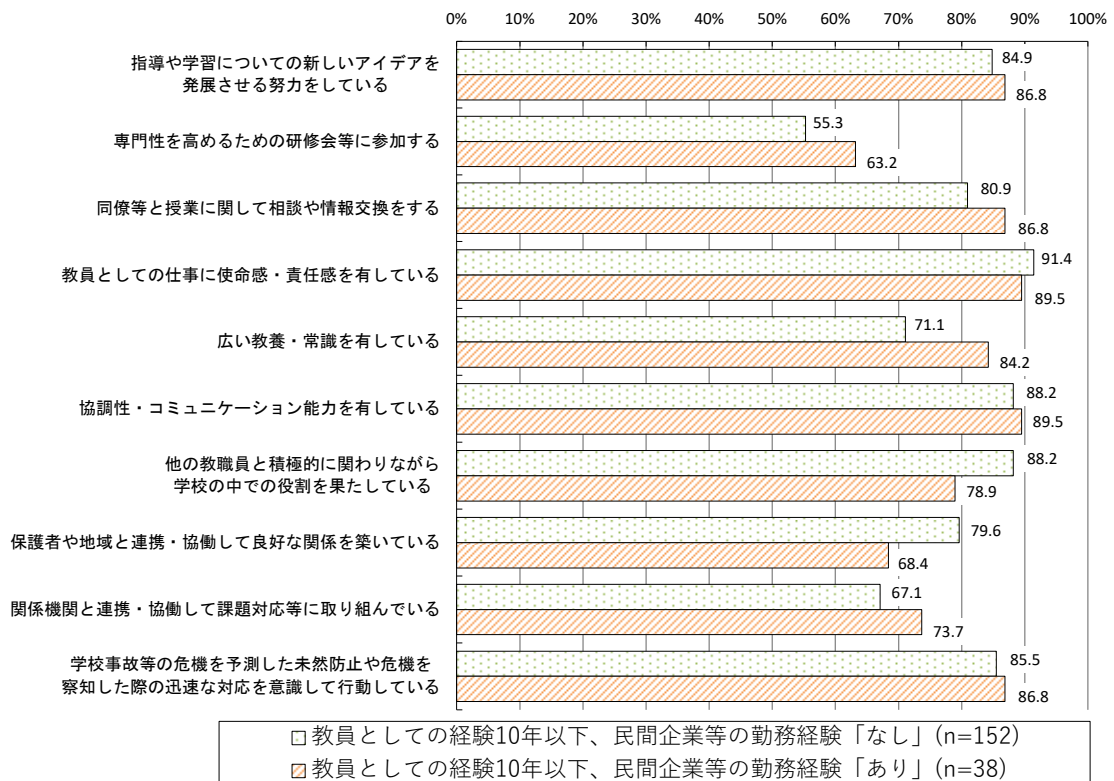 0% 10% 20% 30% 40% 50% 60% 70% 80% 90% 100%
指導や学習についての新しいアイデアを
発展させる努力をしている
84.9
86.8
専門性を高めるための研修会等に参加する
55.3
63.2
同僚等と授業に関して相談や情報交換をする
80.9
86.8
教員としての仕事に使命感・責任感を有している
91.4
89.5
広い教養・常識を有している
71.1
84.2
協調性・コミュニケーション能力を有している
88.2
89.5
他の教職員と積極的に関わりながら
学校の中での役割を果たしている
88.2
78.9
保護者や地域と連携・協働して良好な関係を築いている
79.6
68.4
関係機関と連携・協働して課題対応等に取り組んでいる
67.1
73.7
学校事故等の危機を予測した未然防止や危機を
察知した際の迅速な対応を意識して行動している
85.5
86.8
教員としての経験10年以下、民間企業等の勤務経験「なし」(n=152)
教員としての経験10年以下、民間企業等の勤務経験「あり」(n=38)